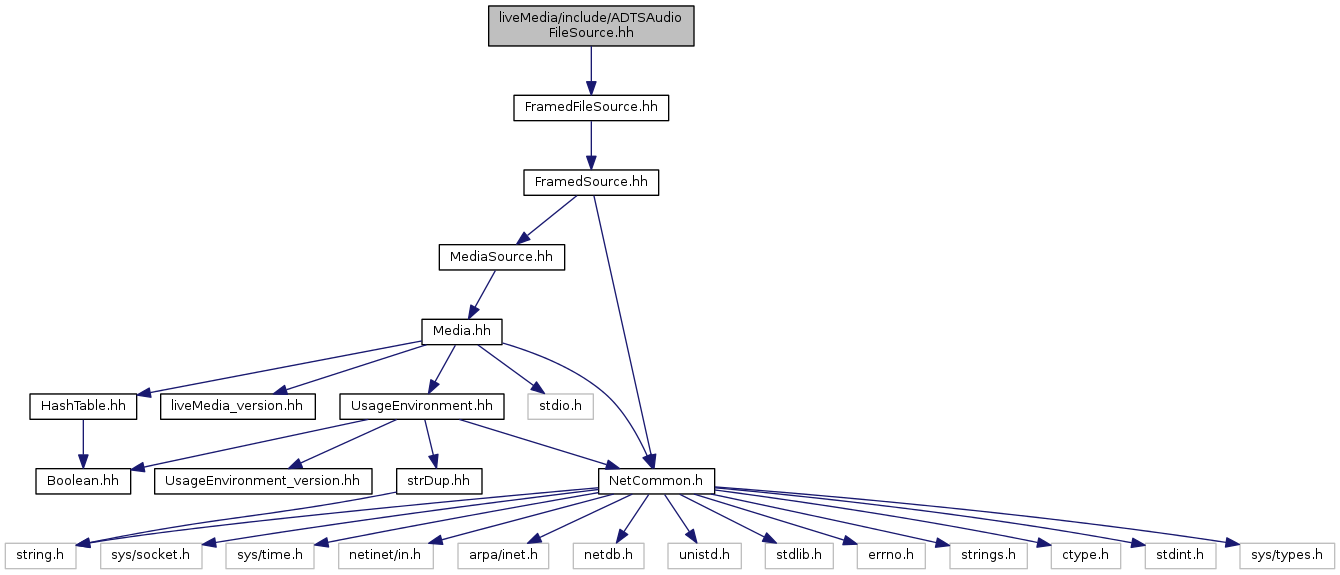 liveMedia/include/ADTSAudio
FileSource.hh
FramedFileSource.hh
FramedSource.hh
MediaSource.hh
Media.hh
HashTable.hh
liveMedia_version.hh
UsageEnvironment.hh
stdio.h
Boolean.hh
UsageEnvironment_version.hh
strDup.hh
NetCommon.h
string.h
sys/socket.h
sys/time.h
netinet/in.h
arpa/inet.h
netdb.h
unistd.h
stdlib.h
errno.h
strings.h
ctype.h
stdint.h
sys/types.h